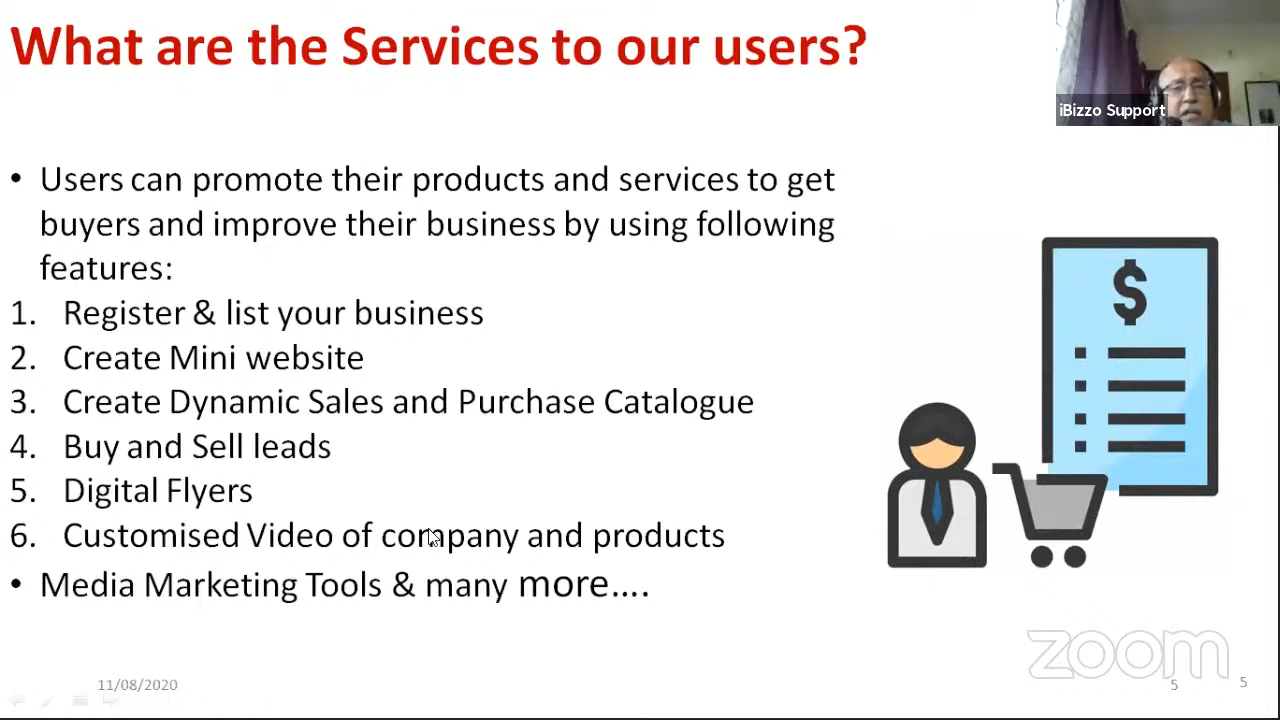 What are the Services to our users?
iBizzo Support
• Users can promote their products and services to get
buyers and improve their business by using following
features:
1. Register & list your business
2. Create Mini website
3. Create Dynamic Sales and Purchase Catalogue
4. Buy and Sell leads
5. Digital Flyers
6. Customised Video of company and products
• Media Marketing Tools & many more....
$
zoom
11/08/2020
5
5